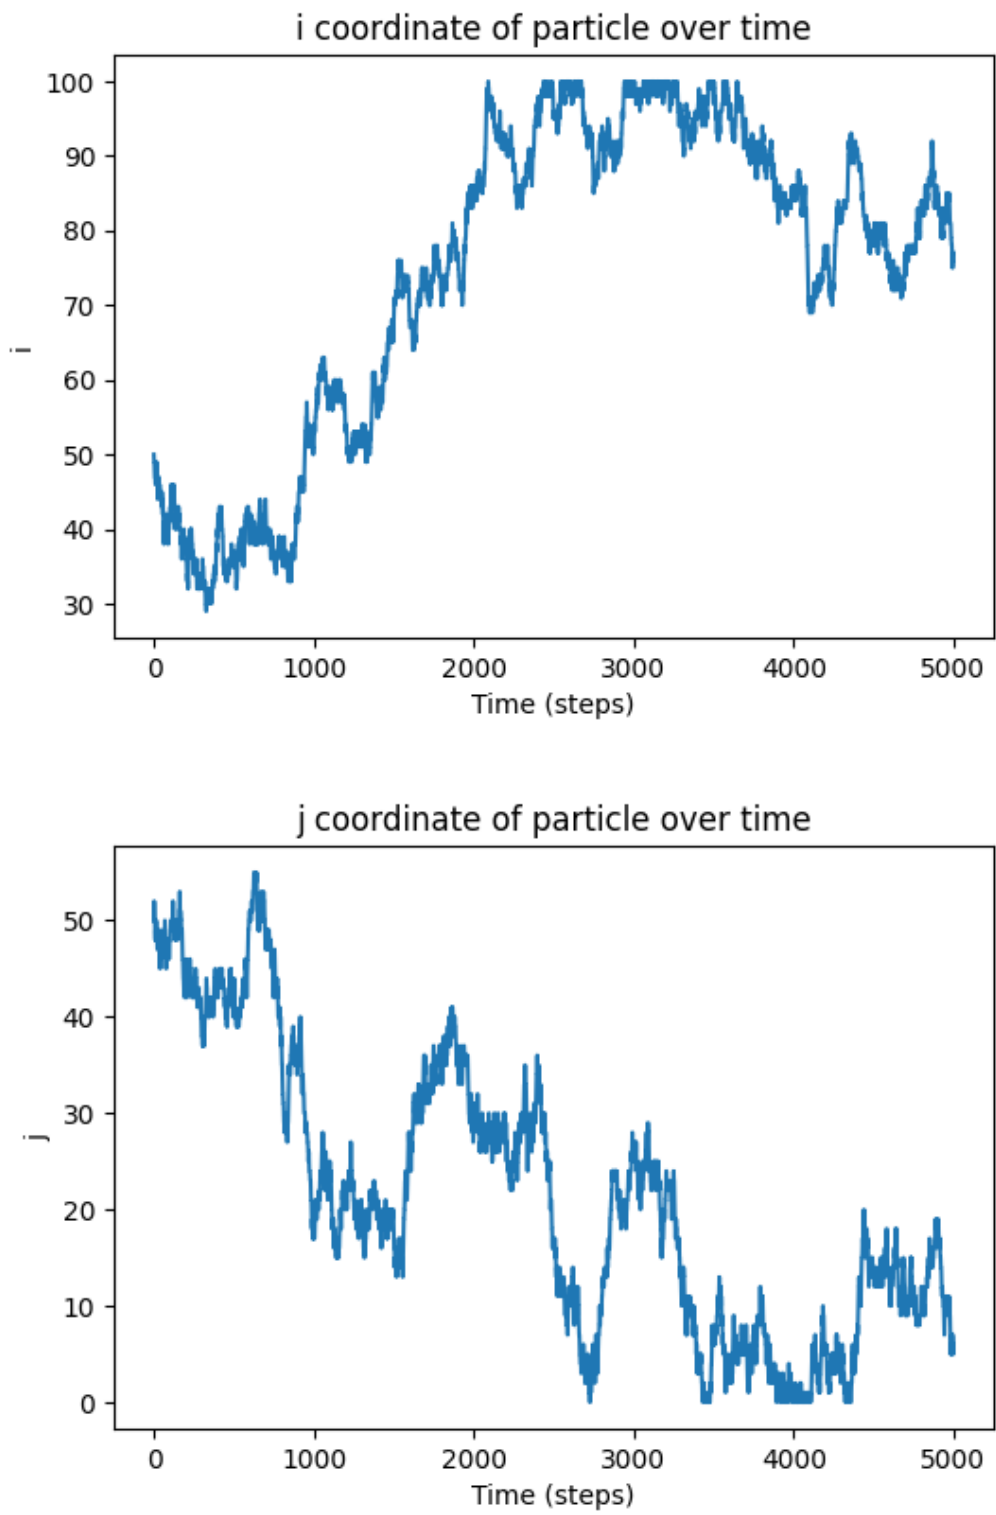 i coordinate of particle over time
100
90
80
70
60
50
40
30
i
0 1000 2000 3000 4000 5000
Time (steps)
j coordinate of particle over time
50
40
30
20
10
0
j
0 1000 2000 3000 4000 5000
Time (steps)